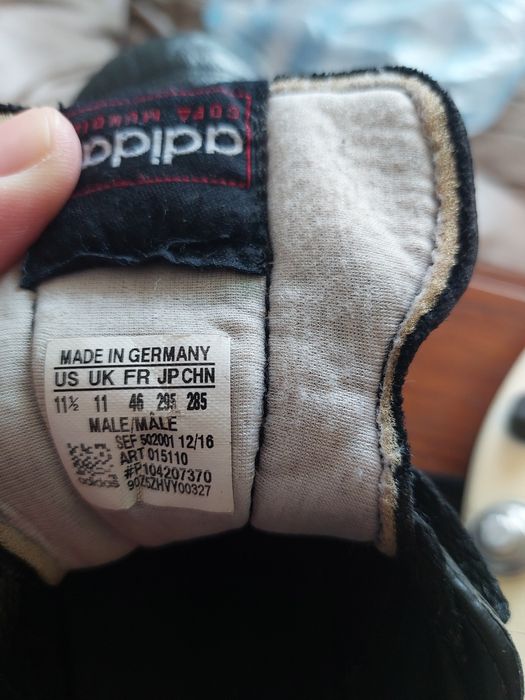 COPA MUNDIAL
adidas
MADE IN GERMANY
US UK FR JP CHN
11½ 11 46 295 285
MALE/MÂLE
SEF 502001 12/16
ART 015110
#P104207370
90Z5ZHVY00327
adidas